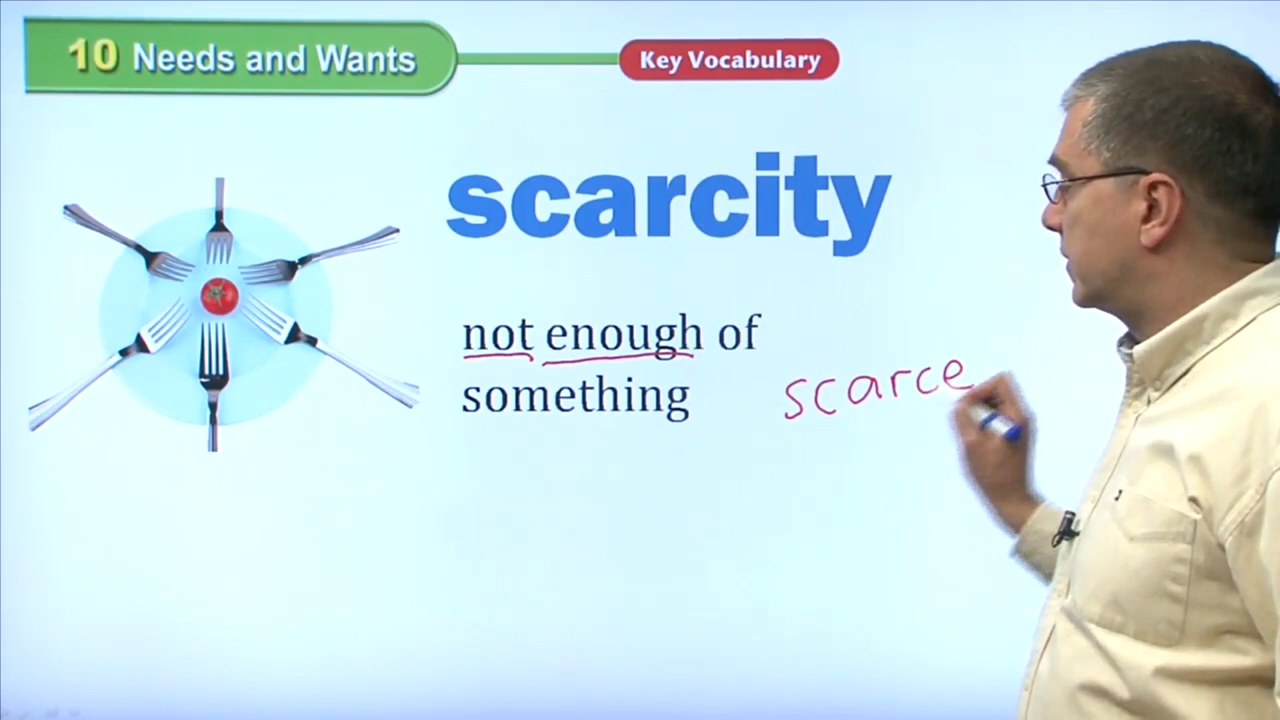 10 Needs and Wants
Key Vocabulary
scarcity
not enough of
something
scarce